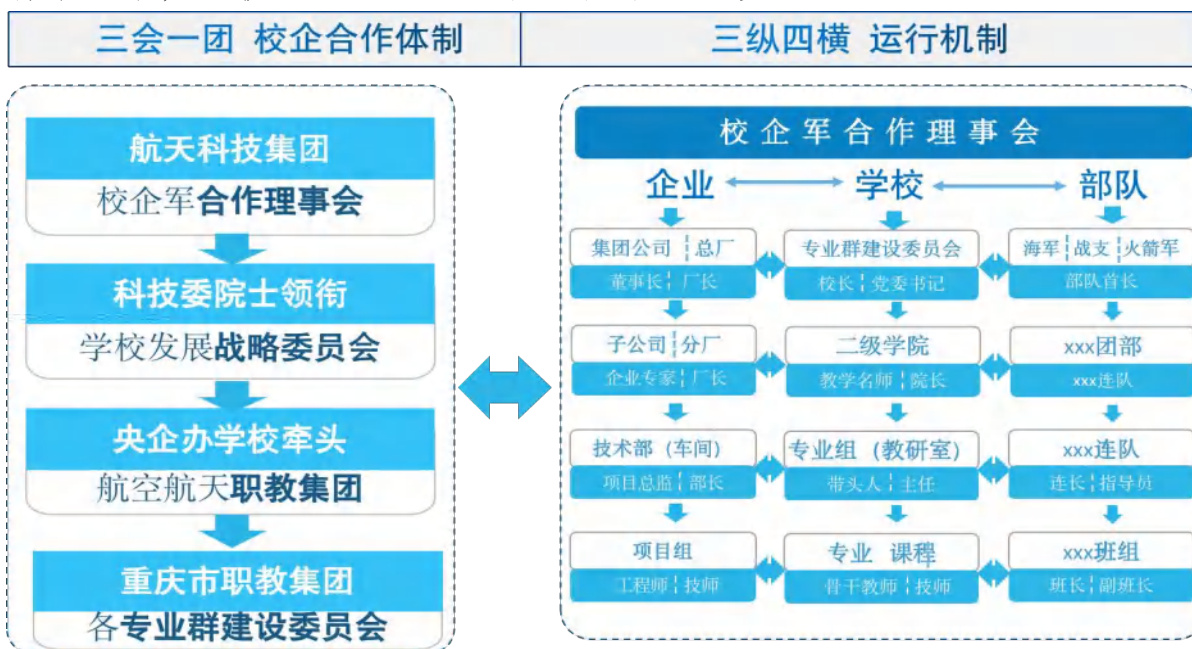 三会一团 校企合作体制
三纵四横 运行机制
航天科技集团
校企军合作理事会
科技委院士领衔
学校发展战略委员会
央企办学校牵头
航空航天职教集团
重庆市职教集团
各专业群建设委员会
校企军合作理事会
企业 学校 部队
集团公司 总厂 专业群建设委员会 海军 战支 火箭军
董事长 厂长 校长 党委书记 部队首长
子公司 分厂 二级学院 xxx团部
企业专家 厂长 教学名师 院长 xxx连队
技术部（车间） 专业组（教研室） xxx连队
项目总监 部长 带头人 主任 连长 指导员
项目组 专业 课程 xxx班组
工程师 技师 骨干教师 技师 班长 副班长